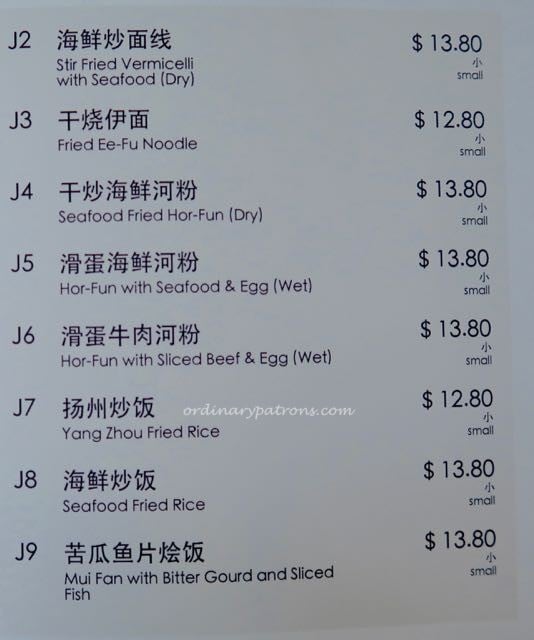 J2 海鲜炒面线 $ 13.80
Stir Fried Vermicelli 小
with Seafood (Dry) small
J3 干烧伊面 $ 12.80
Fried Ee-Fu Noodle 小
small
J4 干炒海鲜河粉 $ 13.80
Seafood Fried Hor-Fun (Dry) 小
small
J5 滑蛋海鲜河粉 $ 13.80
Hor-Fun with Seafood & Egg (Wet) 小
small
J6 滑蛋牛肉河粉 $ 13.80
Hor-Fun with Sliced Beef & Egg (Wet) 小
small
J7 扬州炒饭 $ 12.80
ordinarypatrons.com
Yang Zhou Fried Rice 小
small
J8 海鲜炒饭 $ 13.80
Seafood Fried Rice 小
small
J9 苦瓜鱼片烩饭 $ 13.80
Mui Fan with Bitter Gourd and Sliced 小
Fish small